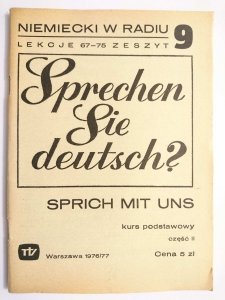 NIEMIECKI W RADIU
LEKCJE 67-75 ZESZYT 9
Sprechen
Sie
deutsch?
SPRICH MIT UNS
kurs podstawowy
część II
Warszawa 1976/77
Cena 5 zł